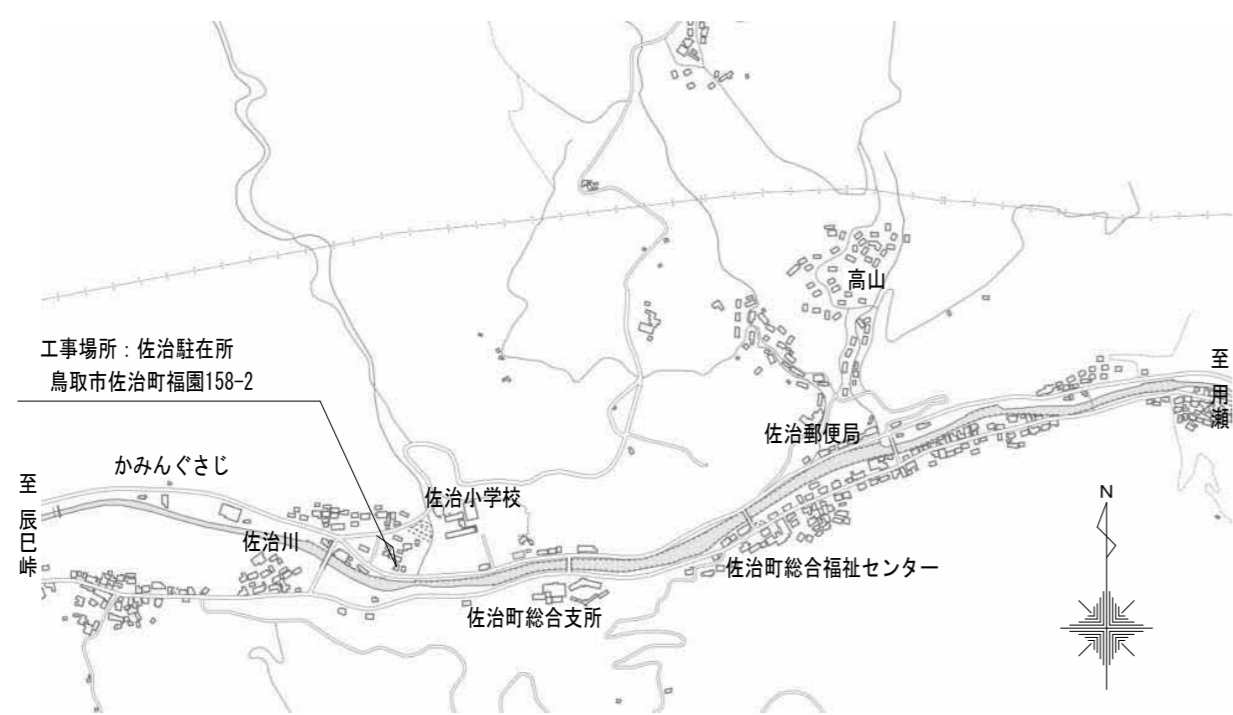 高山
工事場所：佐治駐在所
鳥取市佐治町福園158-2
至 用瀬
佐治郵便局
かみんぐさじ
至 辰巳峠
佐治小学校
N
佐治川
佐治町総合福祉センター
佐治町総合支所